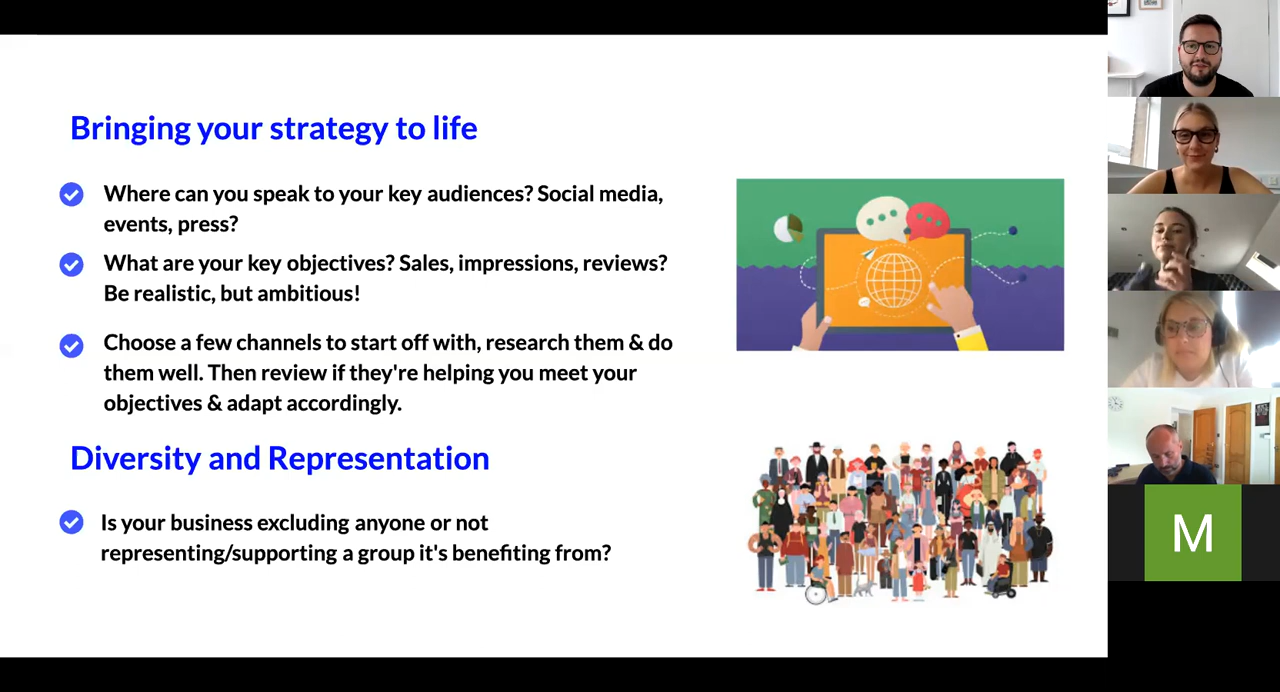 Bringing your strategy to life
Where can you speak to your key audiences? Social media,
events, press?
What are your key objectives? Sales, impressions, reviews?
Be realistic, but ambitious!
Choose a few channels to start off with, research them & do
them well. Then review if they're helping you meet your
objectives & adapt accordingly.
Diversity and Representation
Is your business excluding anyone or not
representing/supporting a group it's benefiting from?
M